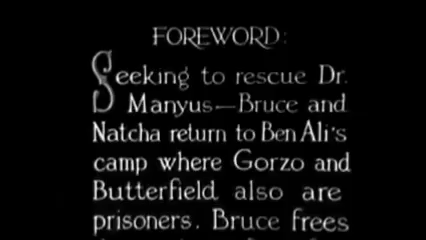 FOREWORD:
Seeking to rescue Dr.
Manyus—Bruce and
Natcha return to Ben Ali's
camp where Gorzo and
Butterfield also are
prisoners. Bruce frees